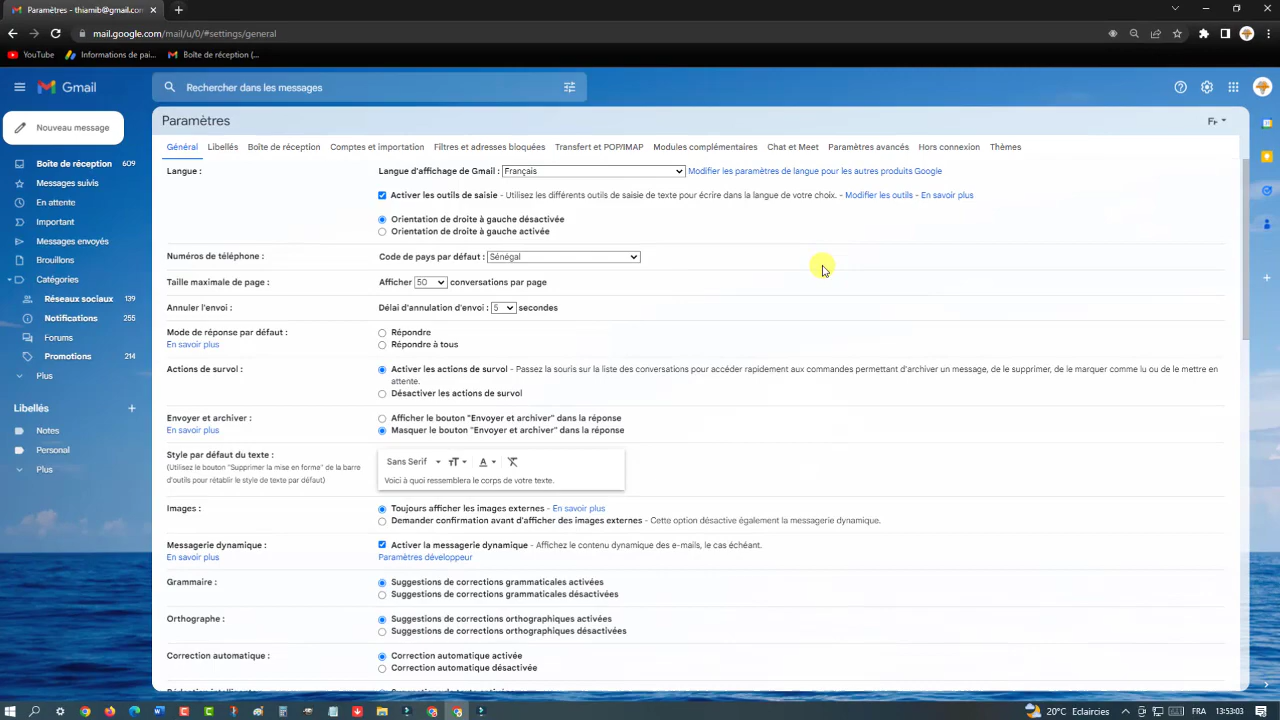 Paramètres - thiamib@gmail.com
mail.google.com/mail/u/0/#settings/general
YouTube
Informations de pai...
Boîte de réception (...
Gmail
Rechercher dans les messages
Nouveau message
Boîte de réception 609
Messages suivis
En attente
Important
Messages envoyés
Brouillons
Catégories
Réseaux sociaux 139
Notifications 255
Forums
Promotions 214
Plus
Libellés
Notes
Personal
Plus
Paramètres
Général Libellés Boîte de réception Comptes et importation Filtres et adresses bloquées Transfert et POP/IMAP Modules complémentaires Chat et Meet Paramètres avancés Hors connexion Thèmes
Langue : Langue d'affichage de Gmail : Français Modifier les paramètres de langue pour les autres produits Google
Activer les outils de saisie - Utilisez les différents outils de saisie de texte pour écrire dans la langue de votre choix. - Modifier les outils - En savoir plus
Orientation de droite à gauche désactivée
Orientation de droite à gauche activée
Numéros de téléphone : Code de pays par défaut : Sénégal
Taille maximale de page : Afficher 50 conversations par page
Annuler l'envoi : Délai d'annulation d'envoi : 5 secondes
Mode de réponse par défaut : Répondre
En savoir plus Répondre à tous
Actions de survol : Activer les actions de survol - Passez la souris sur la liste des conversations pour accéder rapidement aux commandes permettant d'archiver un message, de le supprimer, de le marquer comme lu ou de le mettre en
attente.
Désactiver les actions de survol
Envoyer et archiver : Afficher le bouton "Envoyer et archiver" dans la réponse
En savoir plus Masquer le bouton "Envoyer et archiver" dans la réponse
Style par défaut du texte : Sans Serif
(Utilisez le bouton "Supprimer la mise en forme" de la barre
d'outils pour rétablir le style de texte par défaut) Voici à quoi ressemblera le corps de votre texte.
Images : Toujours afficher les images externes - En savoir plus
Demander confirmation avant d'afficher des images externes - Cette option désactive également la messagerie dynamique.
Messagerie dynamique : Activer la messagerie dynamique - Affichez le contenu dynamique des e-mails, le cas échéant.
En savoir plus Paramètres développeur
Grammaire : Suggestions de corrections grammaticales activées
Suggestions de corrections grammaticales désactivées
Orthographe : Suggestions de corrections orthographiques activées
Suggestions de corrections orthographiques désactivées
Correction automatique : Correction automatique activée
Correction automatique désactivée
20°C Eclaircies FRA 13:53:03